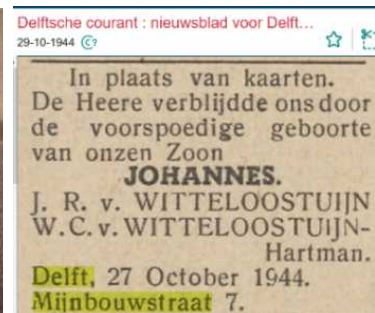 Delftsche courant : nieuwsblad voor Delft...
29-10-1944
In plaats van kaarten.
De Heere verblijdde ons door
de voorspoedige geboorte
van onzen Zoon
JOHANNES.
J. R. v. WITTELOOSTUIJN
W. C. v. WITTELOOSTUIJN-
Hartman.
Delft, 27 October 1944.
Mijnbouwstraat 7.